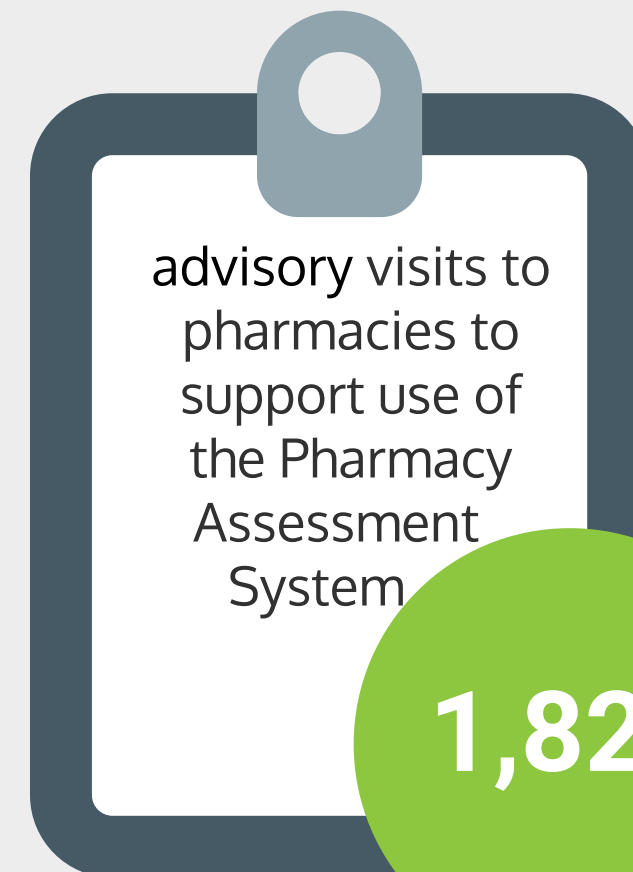 advisory visits to
pharmacies to
support use of
the Pharmacy
Assessment
System
1,82